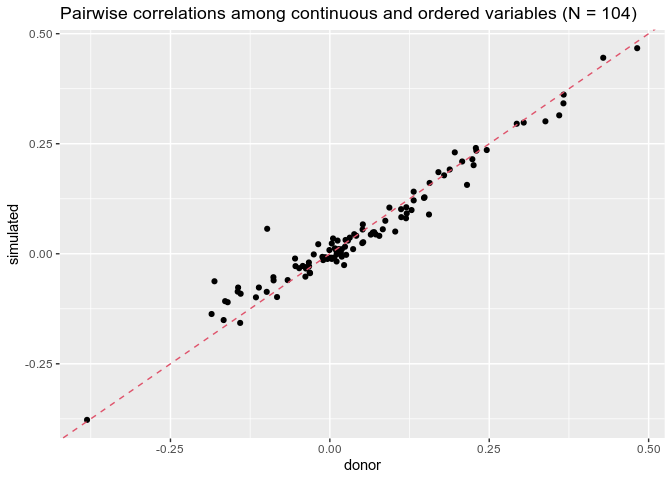 Pairwise correlations among continuous and ordered variables (N = 104)
0.50
0.25
0.00
-0.25
simulated
-0.25
0.00
0.25
0.50
donor